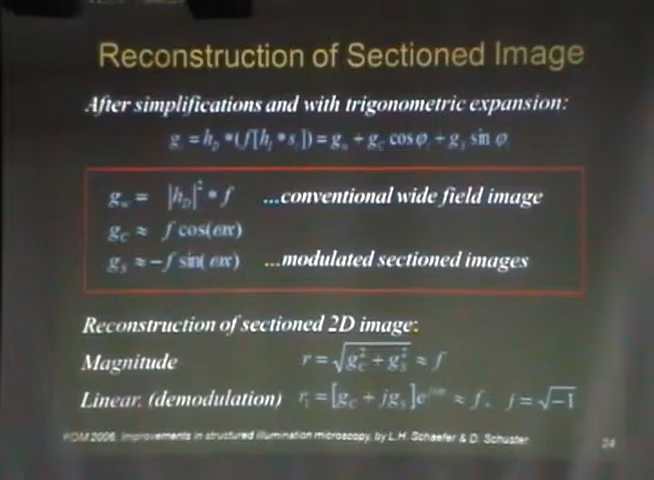 Reconstruction of Sectioned Image
After simplifications and with trigonometric expansion:
g = h_D * (f[h_i * s_i]) = g_w + g_C cos φ_i + g_S sin φ_i
g_w = |h_D|² * f ...conventional wide field image
g_C ≈ f cos(ωx)
g_S ≈ -f sin(ωx) ...modulated sectioned images
Reconstruction of sectioned 2D image:
Magnitude r = √(g_C² + g_S²) ≈ f
Linear. (demodulation) r_l = [g_C + jg_S]e^{jωx} ≈ f, j = √-1
FOM 2006. Improvements in structured illumination microscopy, by L.H. Schaefer & D. Schuster
24